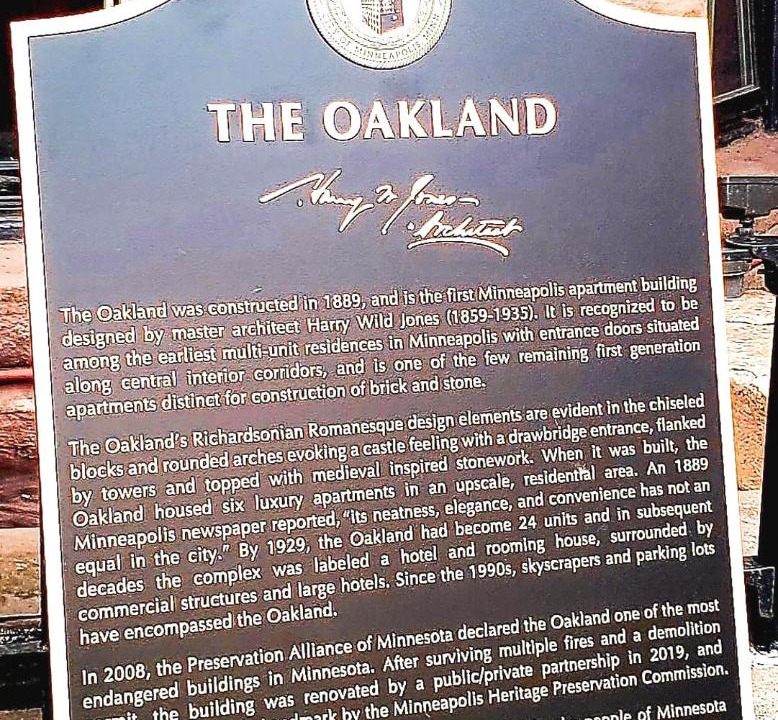 MINNEAPOLIS
THE OAKLAND
Harry W Jones
Architect
The Oakland was constructed in 1889, and is the first Minneapolis apartment building
designed by master architect Harry Wild Jones (1859-1935). It is recognized to be
among the earliest multi-unit residences in Minneapolis with entrance doors situated
along central interior corridors, and is one of the few remaining first generation
apartments distinct for construction of brick and stone.
The Oakland's Richardsonian Romanesque design elements are evident in the chiseled
blocks and rounded arches evoking a castle feeling with a drawbridge entrance, flanked
by towers and topped with medieval inspired stonework. When it was built, the
Oakland housed six luxury apartments in an upscale, residential area. An 1889
Minneapolis newspaper reported, "its neatness, elegance, and convenience has not an
equal in the city." By 1929, the Oakland had become 24 units and in subsequent
decades the complex was labeled a hotel and rooming house, surrounded by
commercial structures and large hotels. Since the 1990s, skyscrapers and parking lots
have encompassed the Oakland.
In 2008, the Preservation Alliance of Minnesota declared the Oakland one of the most
endangered buildings in Minnesota. After surviving multiple fires and a demolition
the building was renovated by a public/private partnership in 2019, and
by the Minneapolis Heritage Preservation Commission.
people of Minnesota